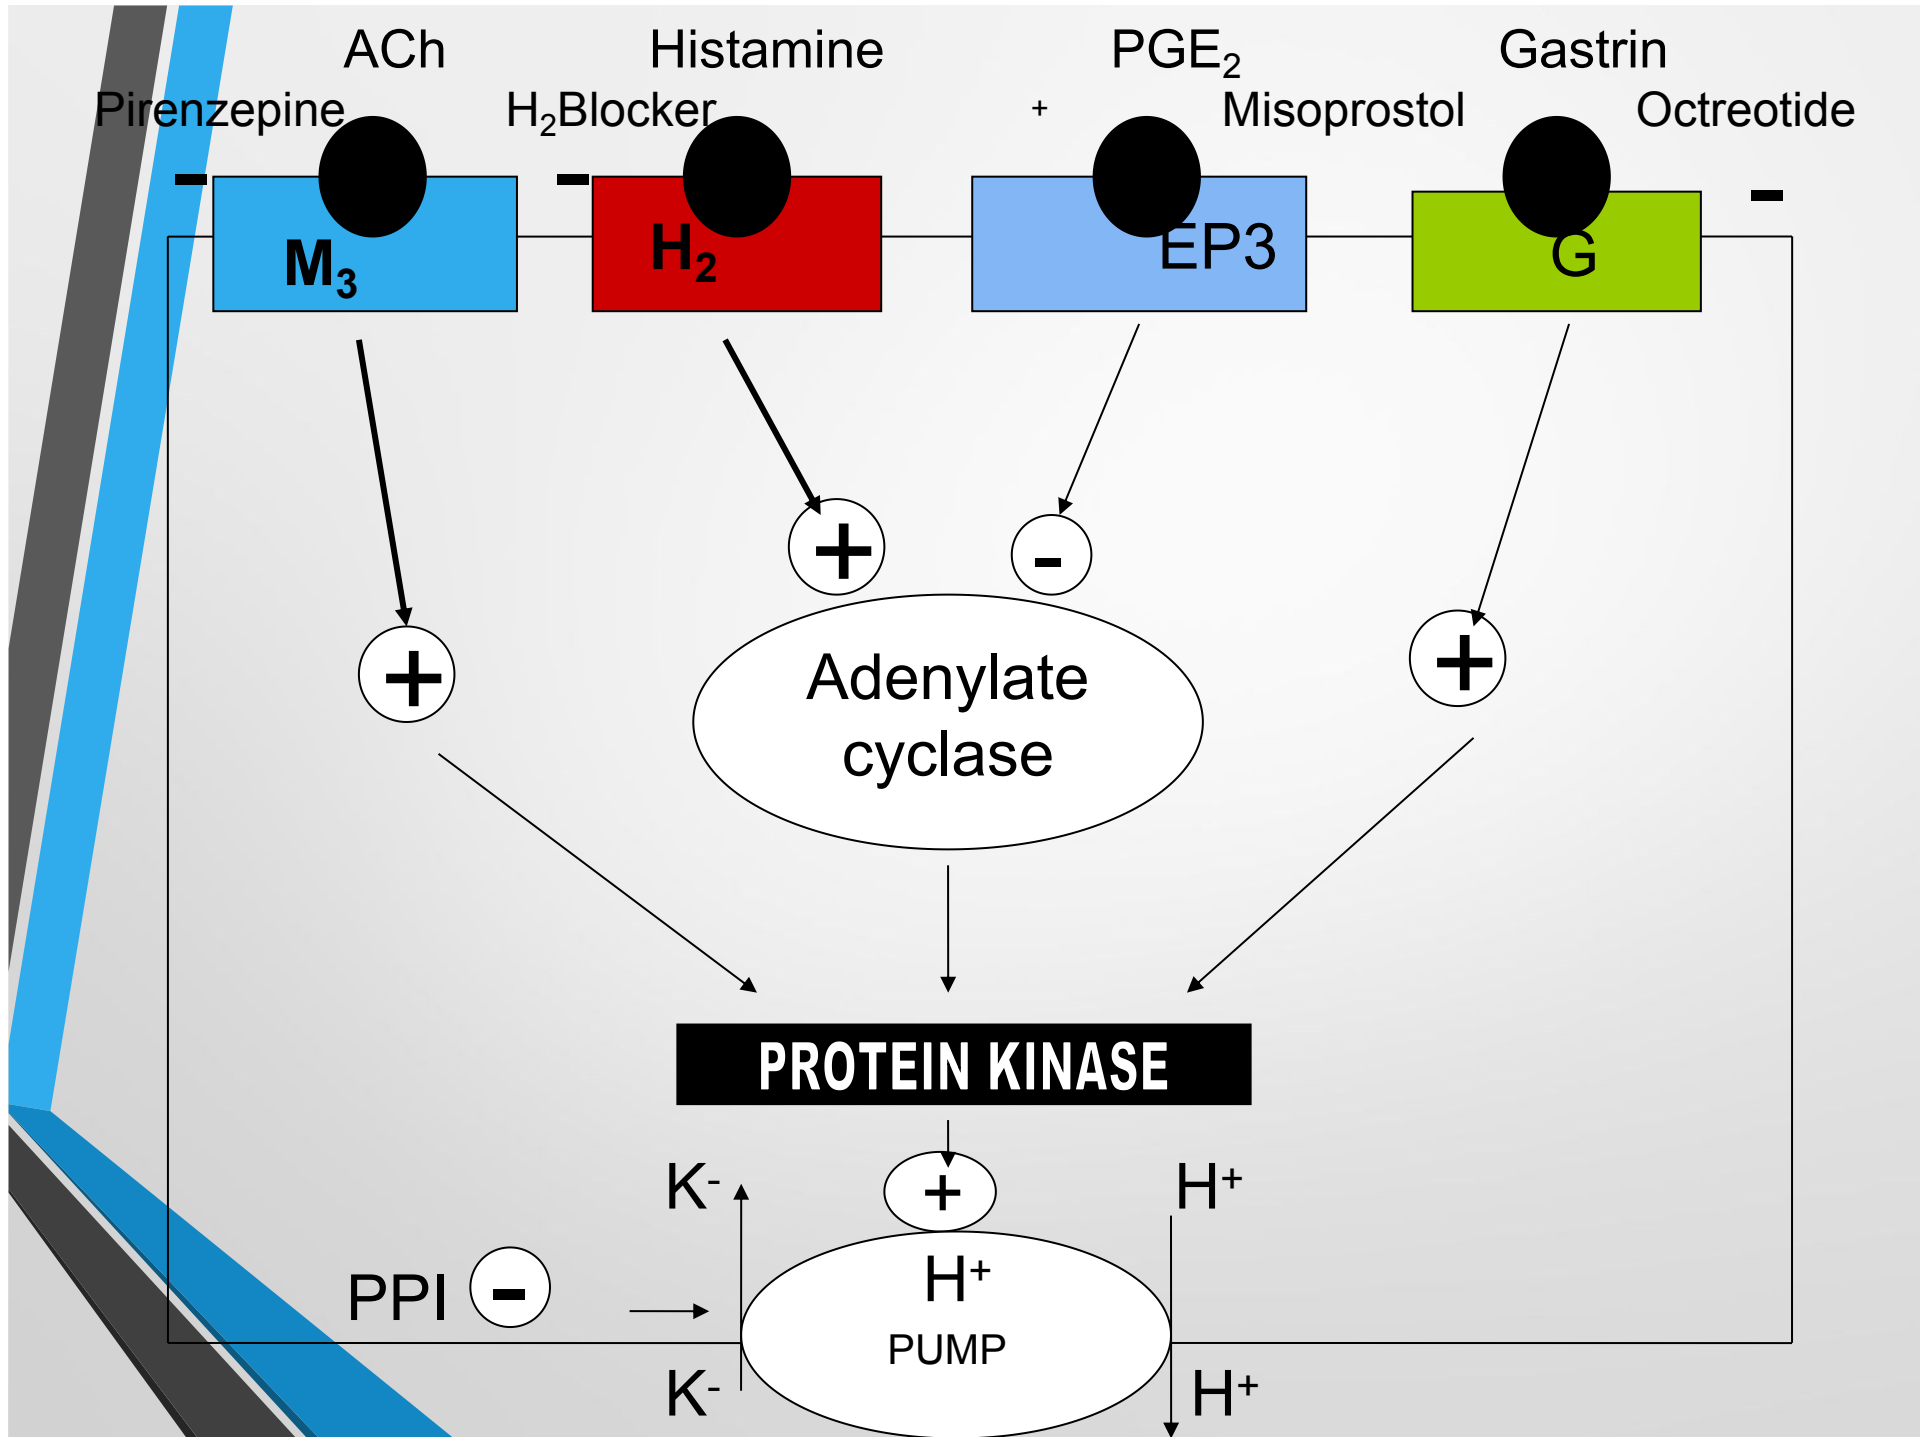 ACh Histamine PGE₂ Gastrin
Pirenzepine H₂Blocker + Misoprostol Octreotide
- - -
M₃ H₂ EP3 G
+ -
+ +
Adenylate
cyclase
PROTEIN KINASE
K⁻ + H⁺
H⁺
PPI -
PUMP
K⁻ H⁺